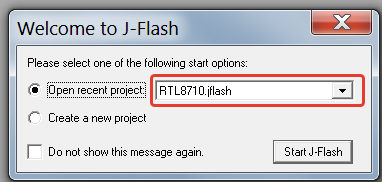 Welcome to J-Flash
Please select one of the following start options:
Open recent project:
RTL8710.jflash
Create a new project
Do not show this message again.
Start J-Flash